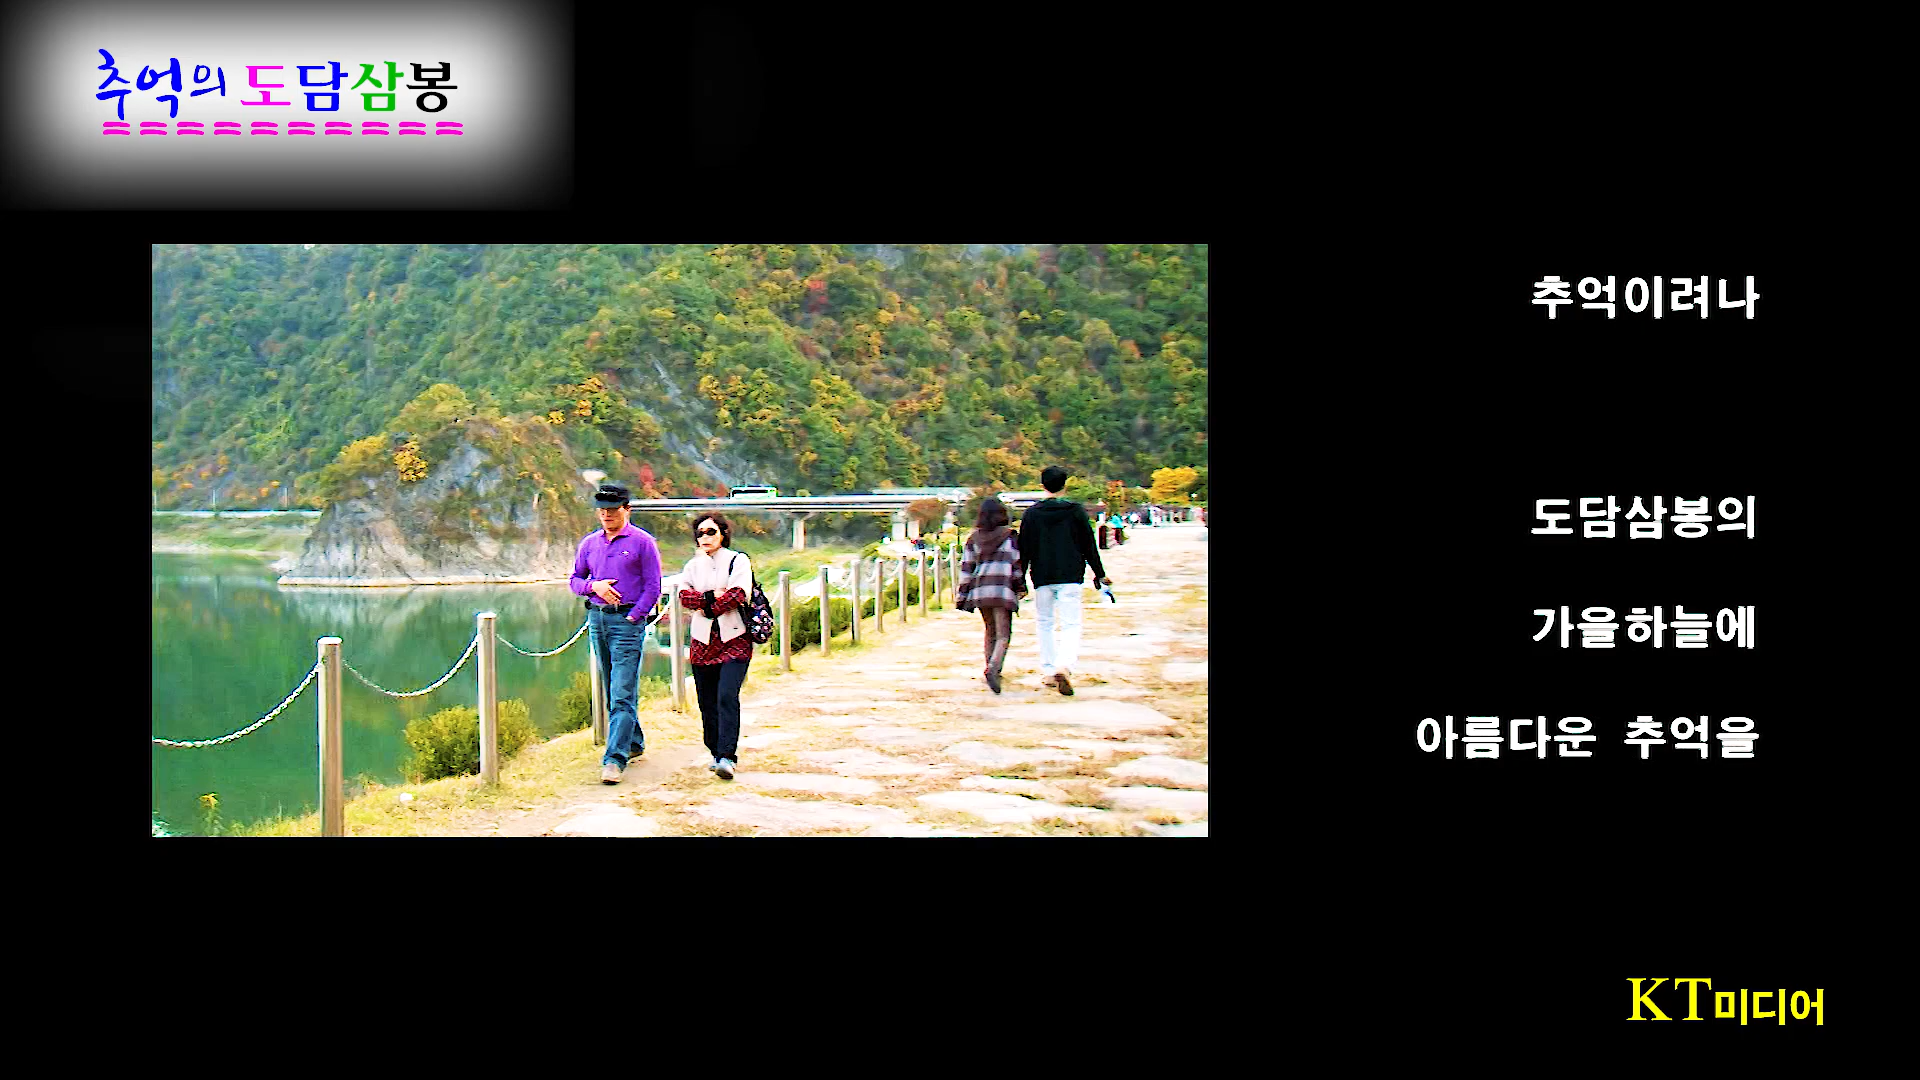 추억의 도담삼봉
추억이려나
도담삼봉의
가을하늘에
아름다운 추억을
KT미디어